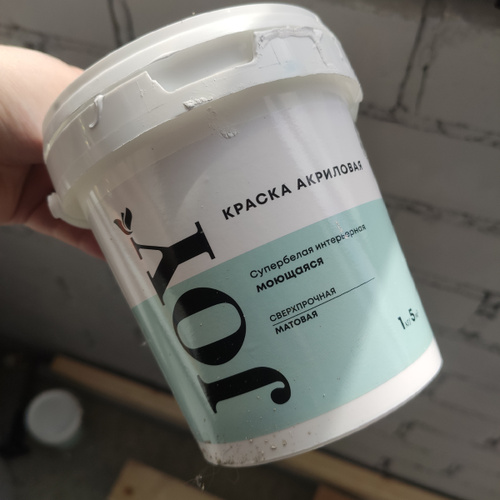 JOY
КРАСКА АКРИЛОВАЯ
Супербелая интерьерная
моющаяся
СВЕРХПРОЧНАЯ
МАТОВАЯ